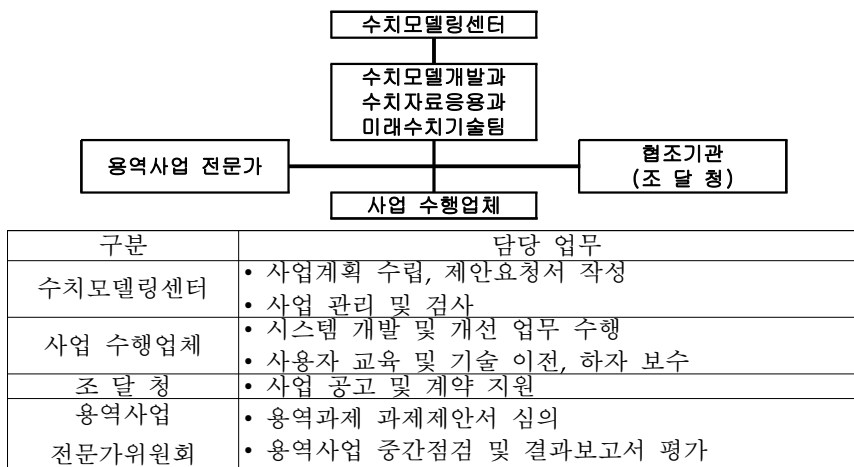 수치모델링센터
수치모델개발과
수치자료응용과
미래수치기술팀
용역사업 전문가
협조기관
(조 달 청)
사업 수행업체
구분 담당 업무
수치모델링센터
• 사업계획 수립, 제안요청서 작성
• 사업 관리 및 검사
사업 수행업체
• 시스템 개발 및 개선 업무 수행
• 사용자 교육 및 기술 이전, 하자 보수
조 달 청 • 사업 공고 및 계약 지원
용역사업 • 용역과제 과제제안서 심의
전문가위원회 • 용역사업 중간점검 및 결과보고서 평가